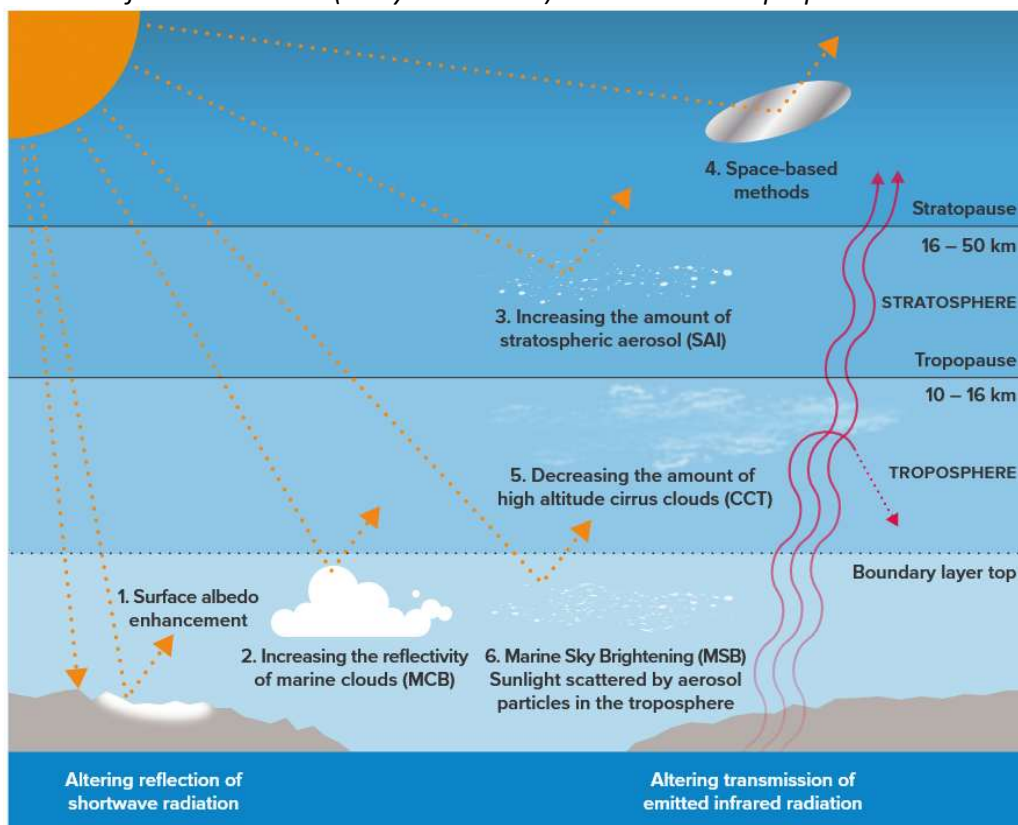 4. Space-based
methods
Stratopause
16 – 50 km
STRATOSPHERE
3. Increasing the amount of
stratospheric aerosol (SAI)
Tropopause
10 – 16 km
5. Decreasing the amount of
high altitude cirrus clouds (CCT)
TROPOSPHERE
Boundary layer top
1. Surface albedo
enhancement
2. Increasing the reflectivity
of marine clouds (MCB)
6. Marine Sky Brightening (MSB)
Sunlight scattered by aerosol
particles in the troposphere
Altering reflection of
shortwave radiation
Altering transmission of
emitted infrared radiation